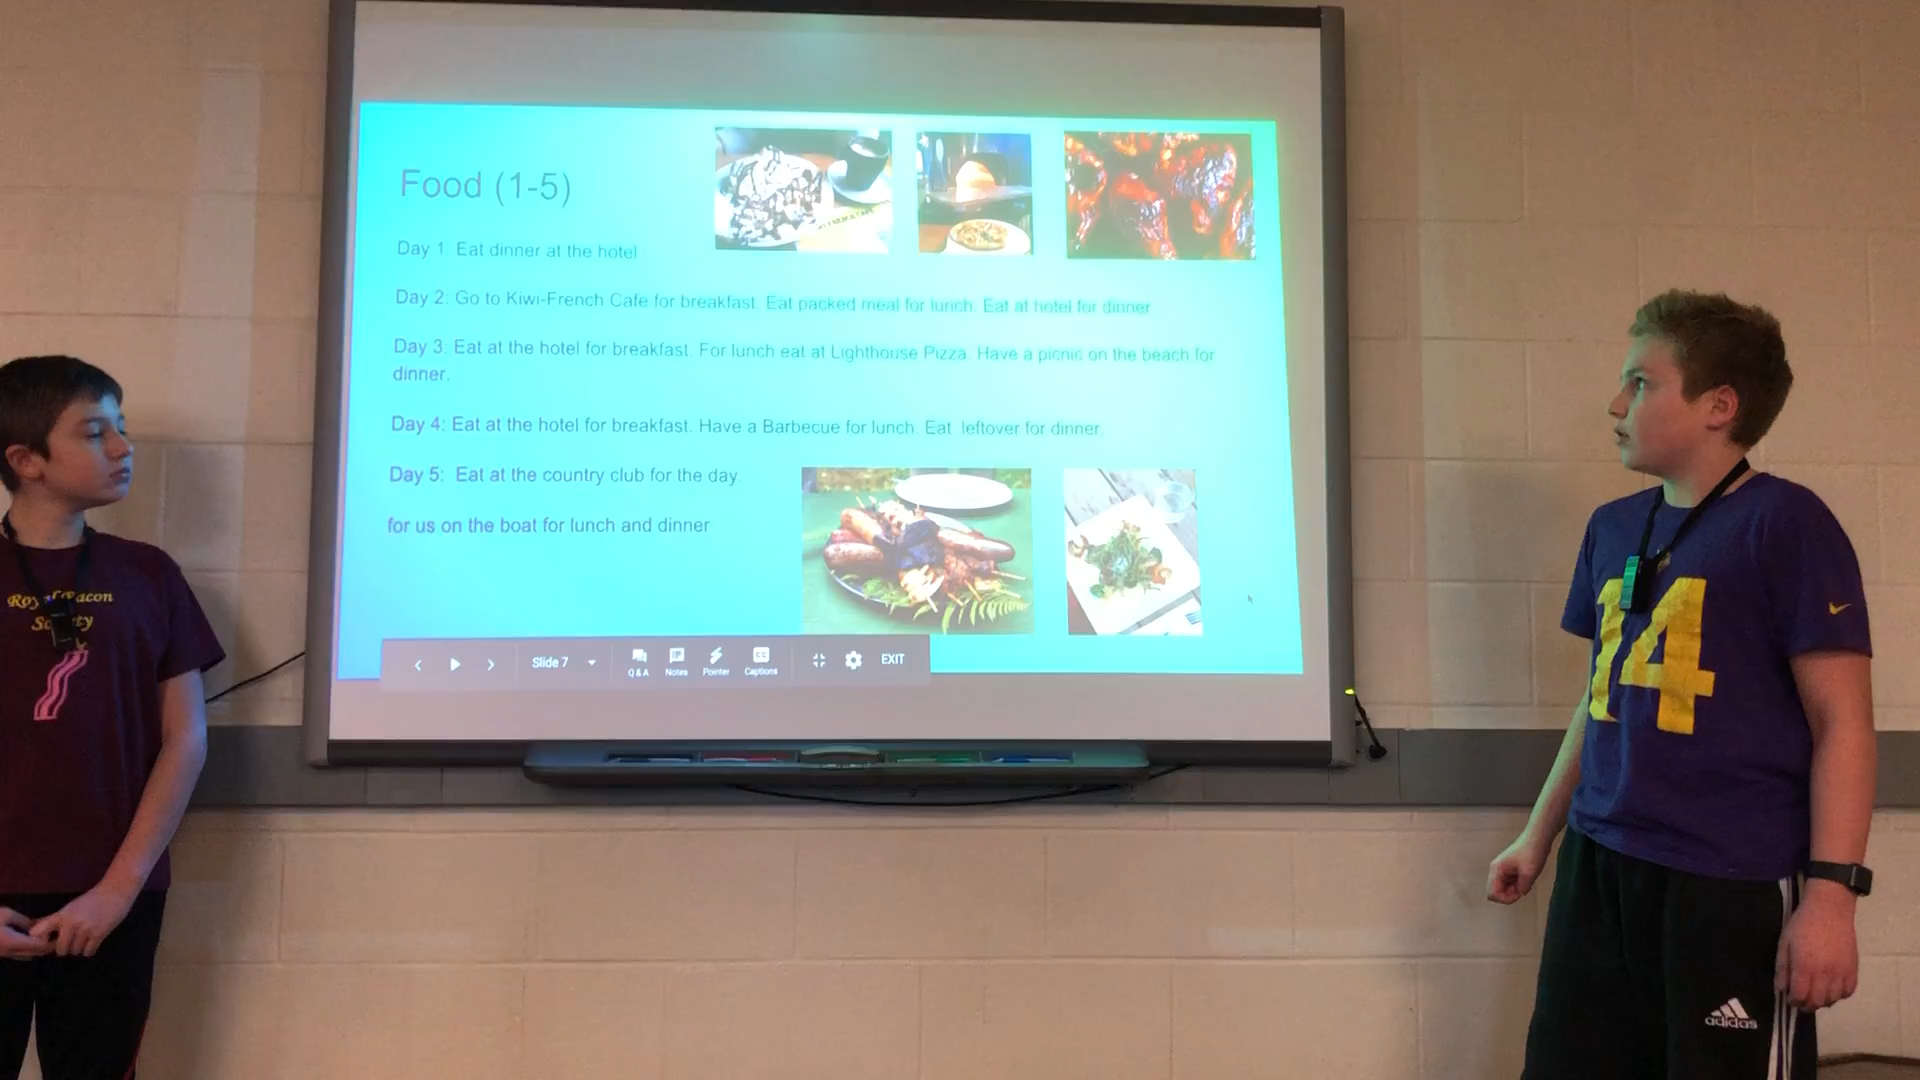 Food (1-5)
Day 1  Eat dinner at the hotel
Day 2: Go to Kiwi-French Cafe for breakfast. Eat packed meal for lunch. Eat at hotel for dinner
Day 3: Eat at the hotel for breakfast. For lunch eat at Lighthouse Pizza. Have a picnic on the beach for
dinner.
Day 4: Eat at the hotel for breakfast. Have a Barbecue for lunch. Eat  leftover for dinner.
Day 5:  Eat at the country club for the day.
for us on the boat for lunch and dinner
Slide 7
Q & A
Notes
Pointer
CC
Captions
EXIT
Royal Bacon
Society
14
adidas